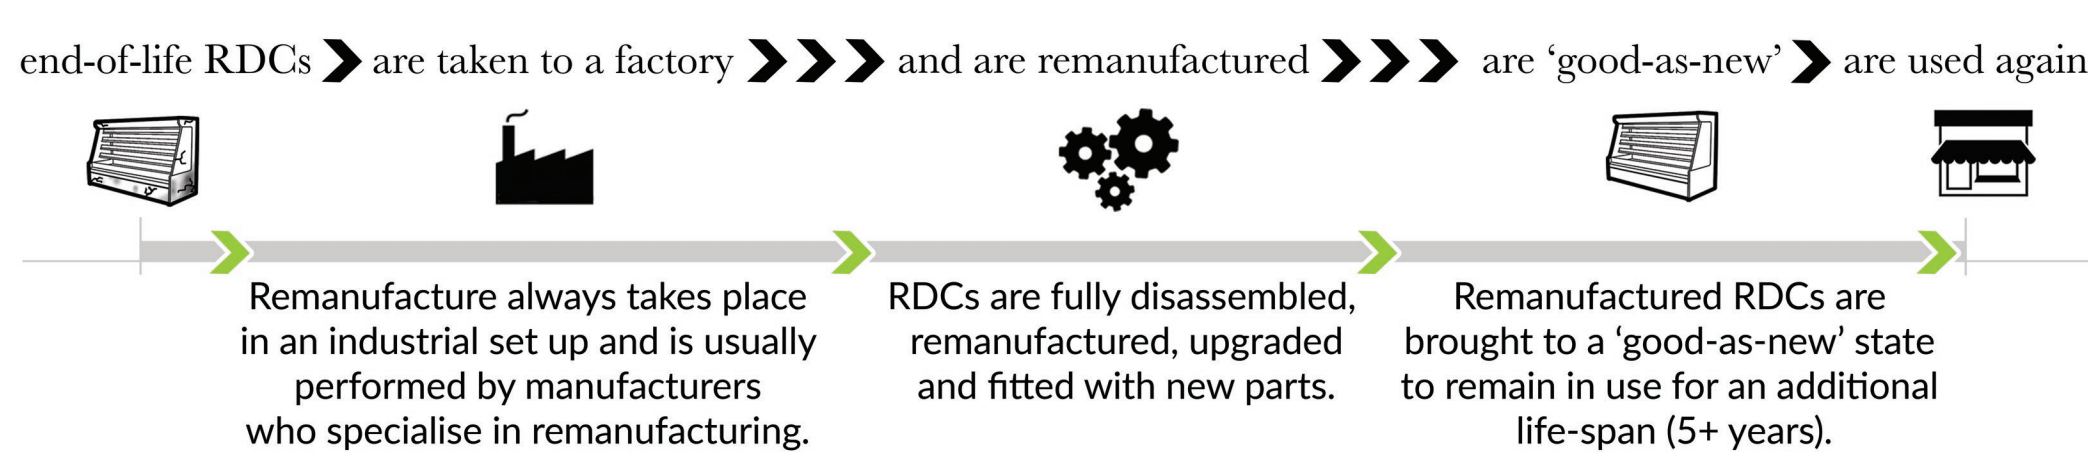 end-of-life RDCs are taken to a factory and are remanufactured are ‘good-as-new’ are used again
Remanufacture always takes place
in an industrial set up and is usually
performed by manufacturers
who specialise in remanufacturing.
RDCs are fully disassembled,
remanufactured, upgraded
and fitted with new parts.
Remanufactured RDCs are
brought to a ‘good-as-new’ state
to remain in use for an additional
life-span (5+ years).